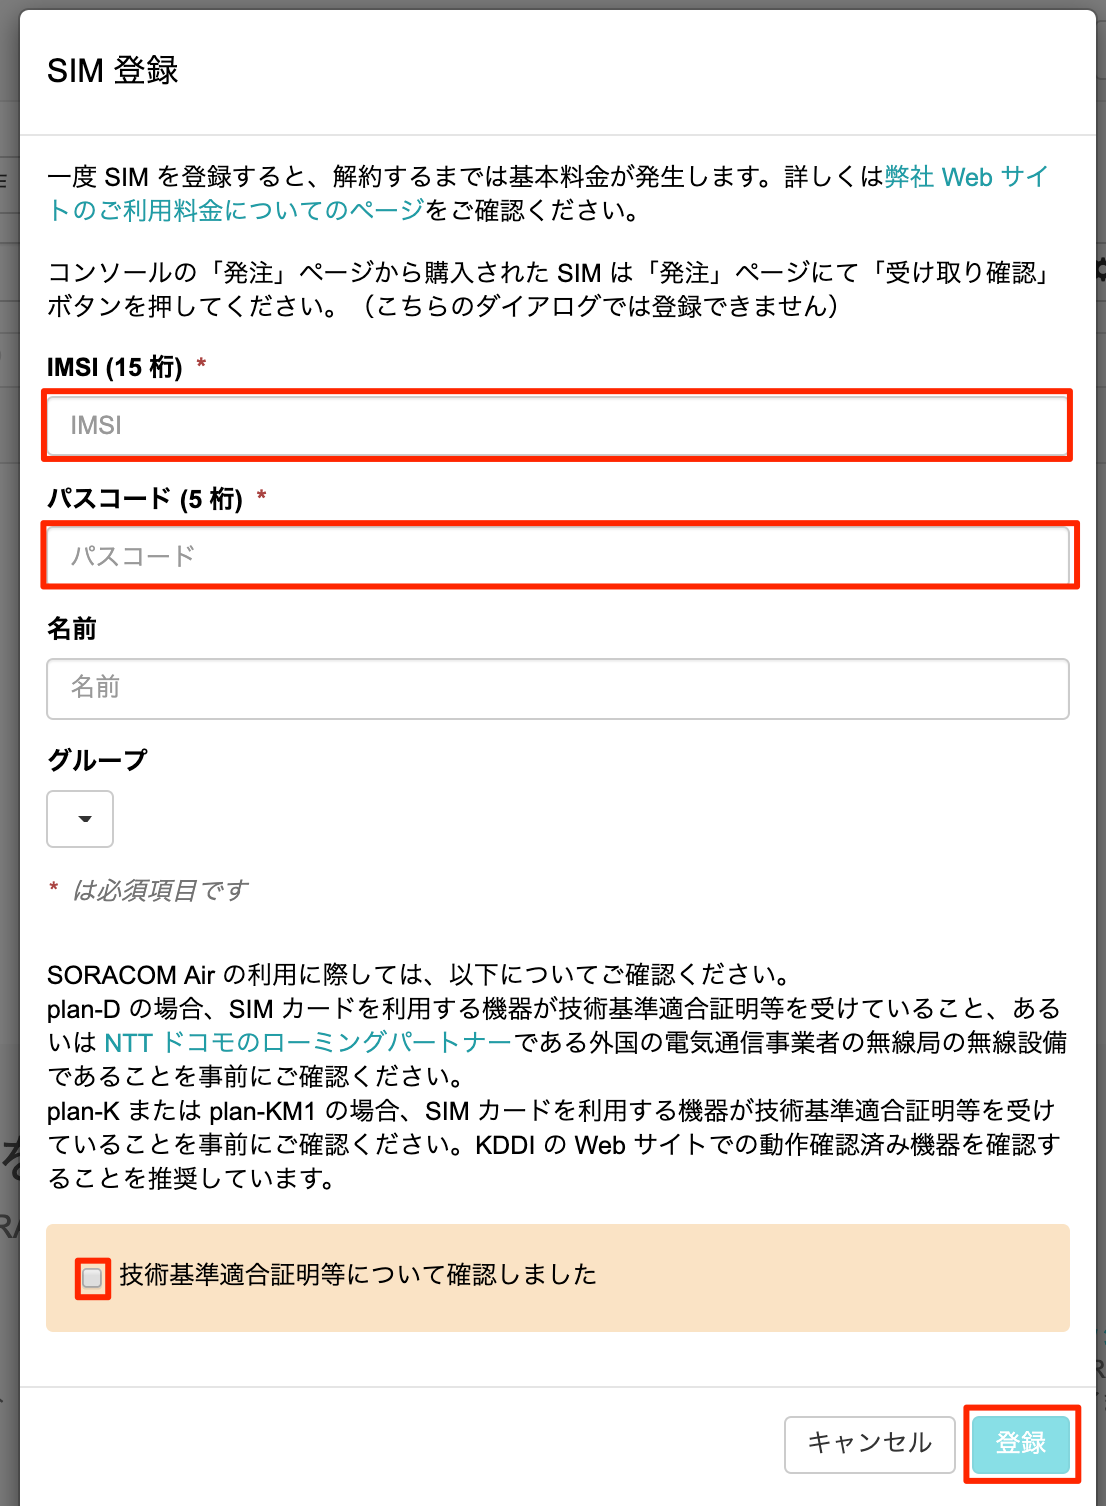 SIM 登録
一度 SIM を登録すると、解約するまでは基本料金が発生します。詳しくは弊社 Web サイ
トのご利用料金についてのページをご確認ください。
コンソールの「発注」ページから購入された SIM は「発注」ページにて「受け取り確認」
ボタンを押してください。（こちらのダイアログでは登録できません）
IMSI (15 桁) *
IMSI
パスコード (5 桁) *
パスコード
名前
名前
グループ
* は必須項目です
SORACOM Air の利用に際しては、以下についてご確認ください。
plan-D の場合、SIM カードを利用する機器が技術基準適合証明等を受けていること、ある
いは NTT ドコモのローミングパートナーである外国の電気通信事業者の無線局の無線設備
であることを事前にご確認ください。
plan-K または plan-KM1 の場合、SIM カードを利用する機器が技術基準適合証明等を受け
ていることを事前にご確認ください。KDDI の Web サイトでの動作確認済み機器を確認す
ることを推奨しています。
技術基準適合証明等について確認しました
キャンセル
登録